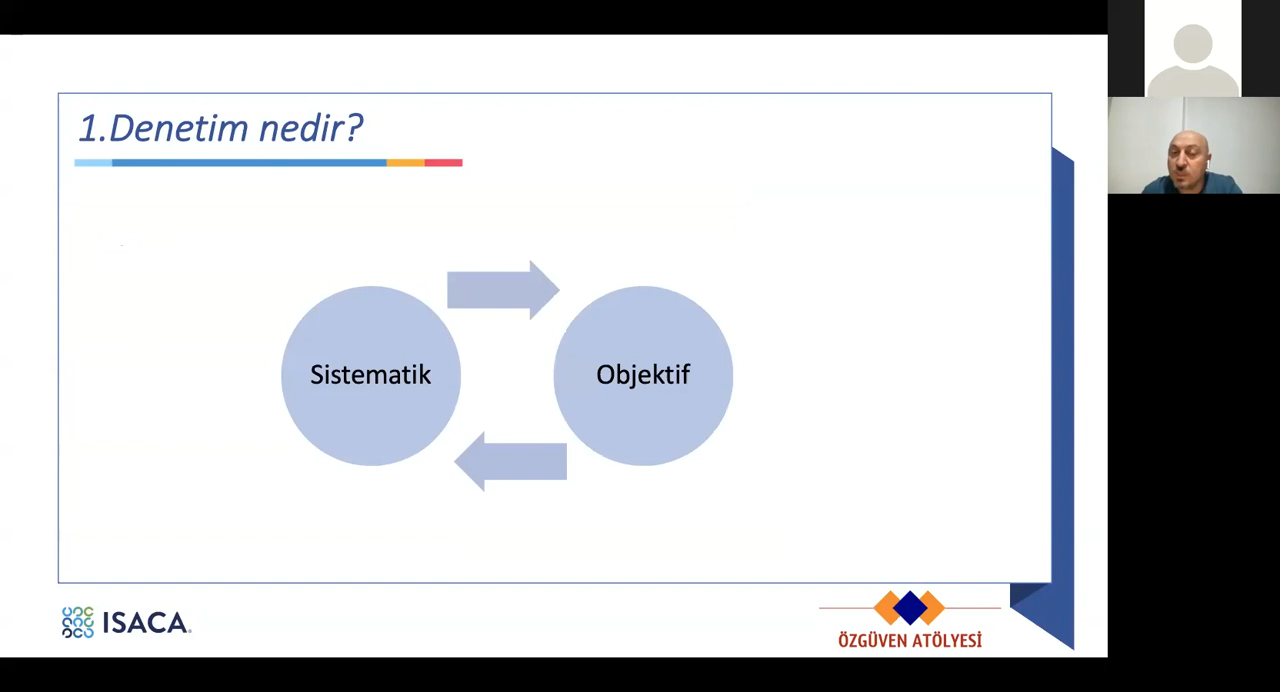 1.Denetim nedir?
Sistematik
Objektif
ISACA
ÖZGÜVEN ATÖLYESİ